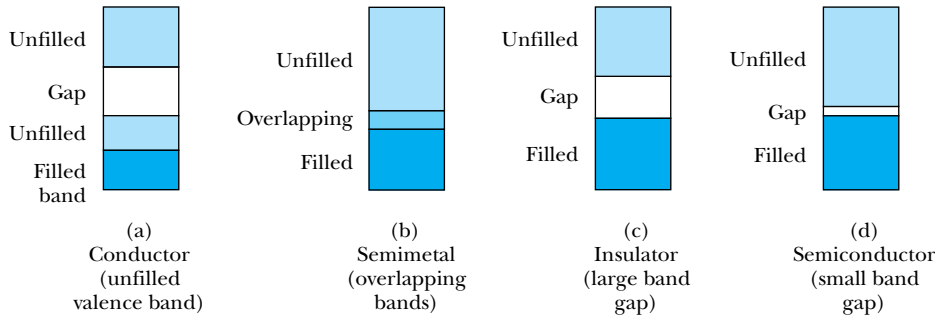 Unfilled
Gap
Unfilled
Filled
band
(a)
Conductor
(unfilled
valence band)
Unfilled
Overlapping
Filled
(b)
Semimetal
(overlapping
bands)
Unfilled
Gap
Filled
(c)
Insulator
(large band
gap)
Unfilled
Gap
Filled
(d)
Semiconductor
(small band
gap)